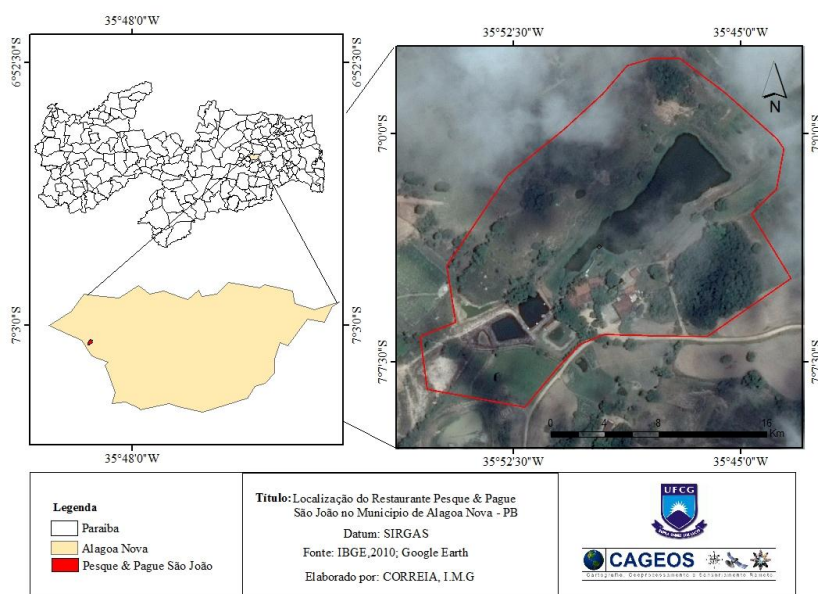 35°48'0"W
6°52'30"S
6°52'30"S
7°3'0"S
7°3'0"S
35°48'0"W
35°52'30"W
35°45'0"W
7°0'0"S
7°0'0"S
7°7'30"S
7°7'30"S
N
0 4 8 16
Km
35°52'30"W
35°45'0"W
Legenda
Paraiba
Alagoa Nova
Pesque & Pague São João
Título: Localização do Restaurante Pesque & Pague
São João no Municipio de Alagoa Nova - PB
Datum: SIRGAS
Fonte: IBGE,2010; Google Earth
Elaborado por: CORREIA, I.M.G
UFCG
CAGEOS
Cartografia, Geoprocessamento e Sensoriamento Remoto